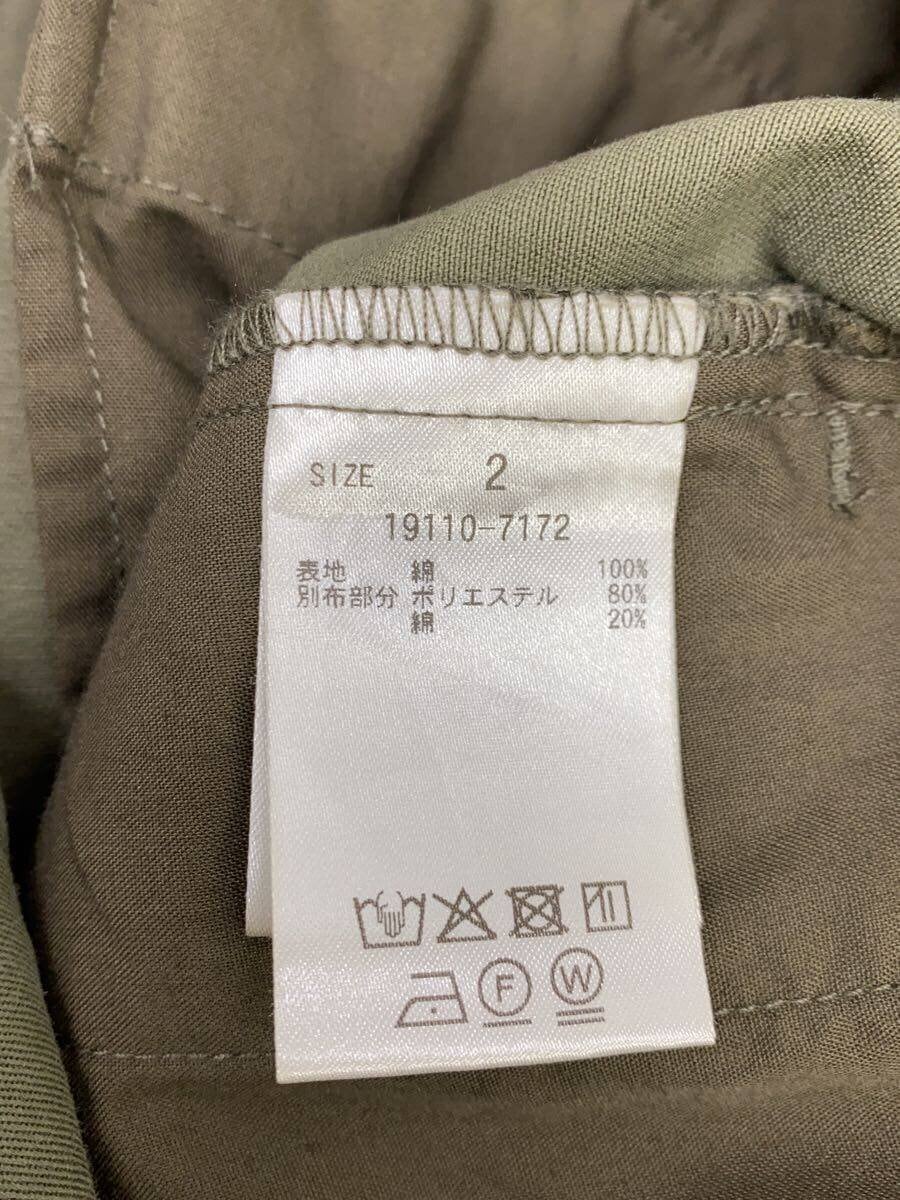 SIZE 2
19110-7172
表地 綿 100%
別布部分 ポリエステル 80%
綿 20%
F W